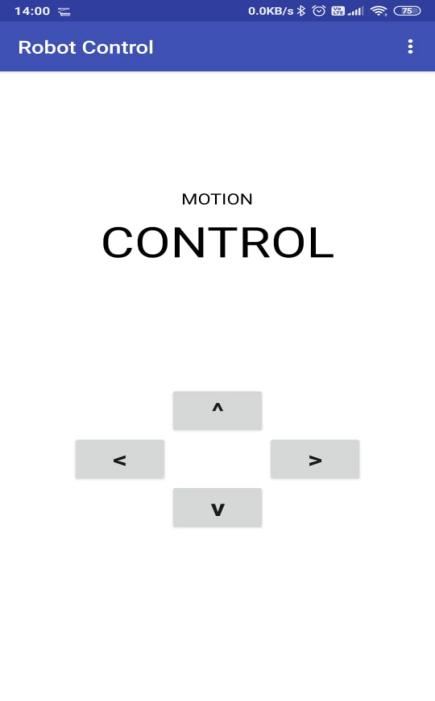 14:00 0.0KB/s 75
Robot Control
MOTION
CONTROL
^
< >
v